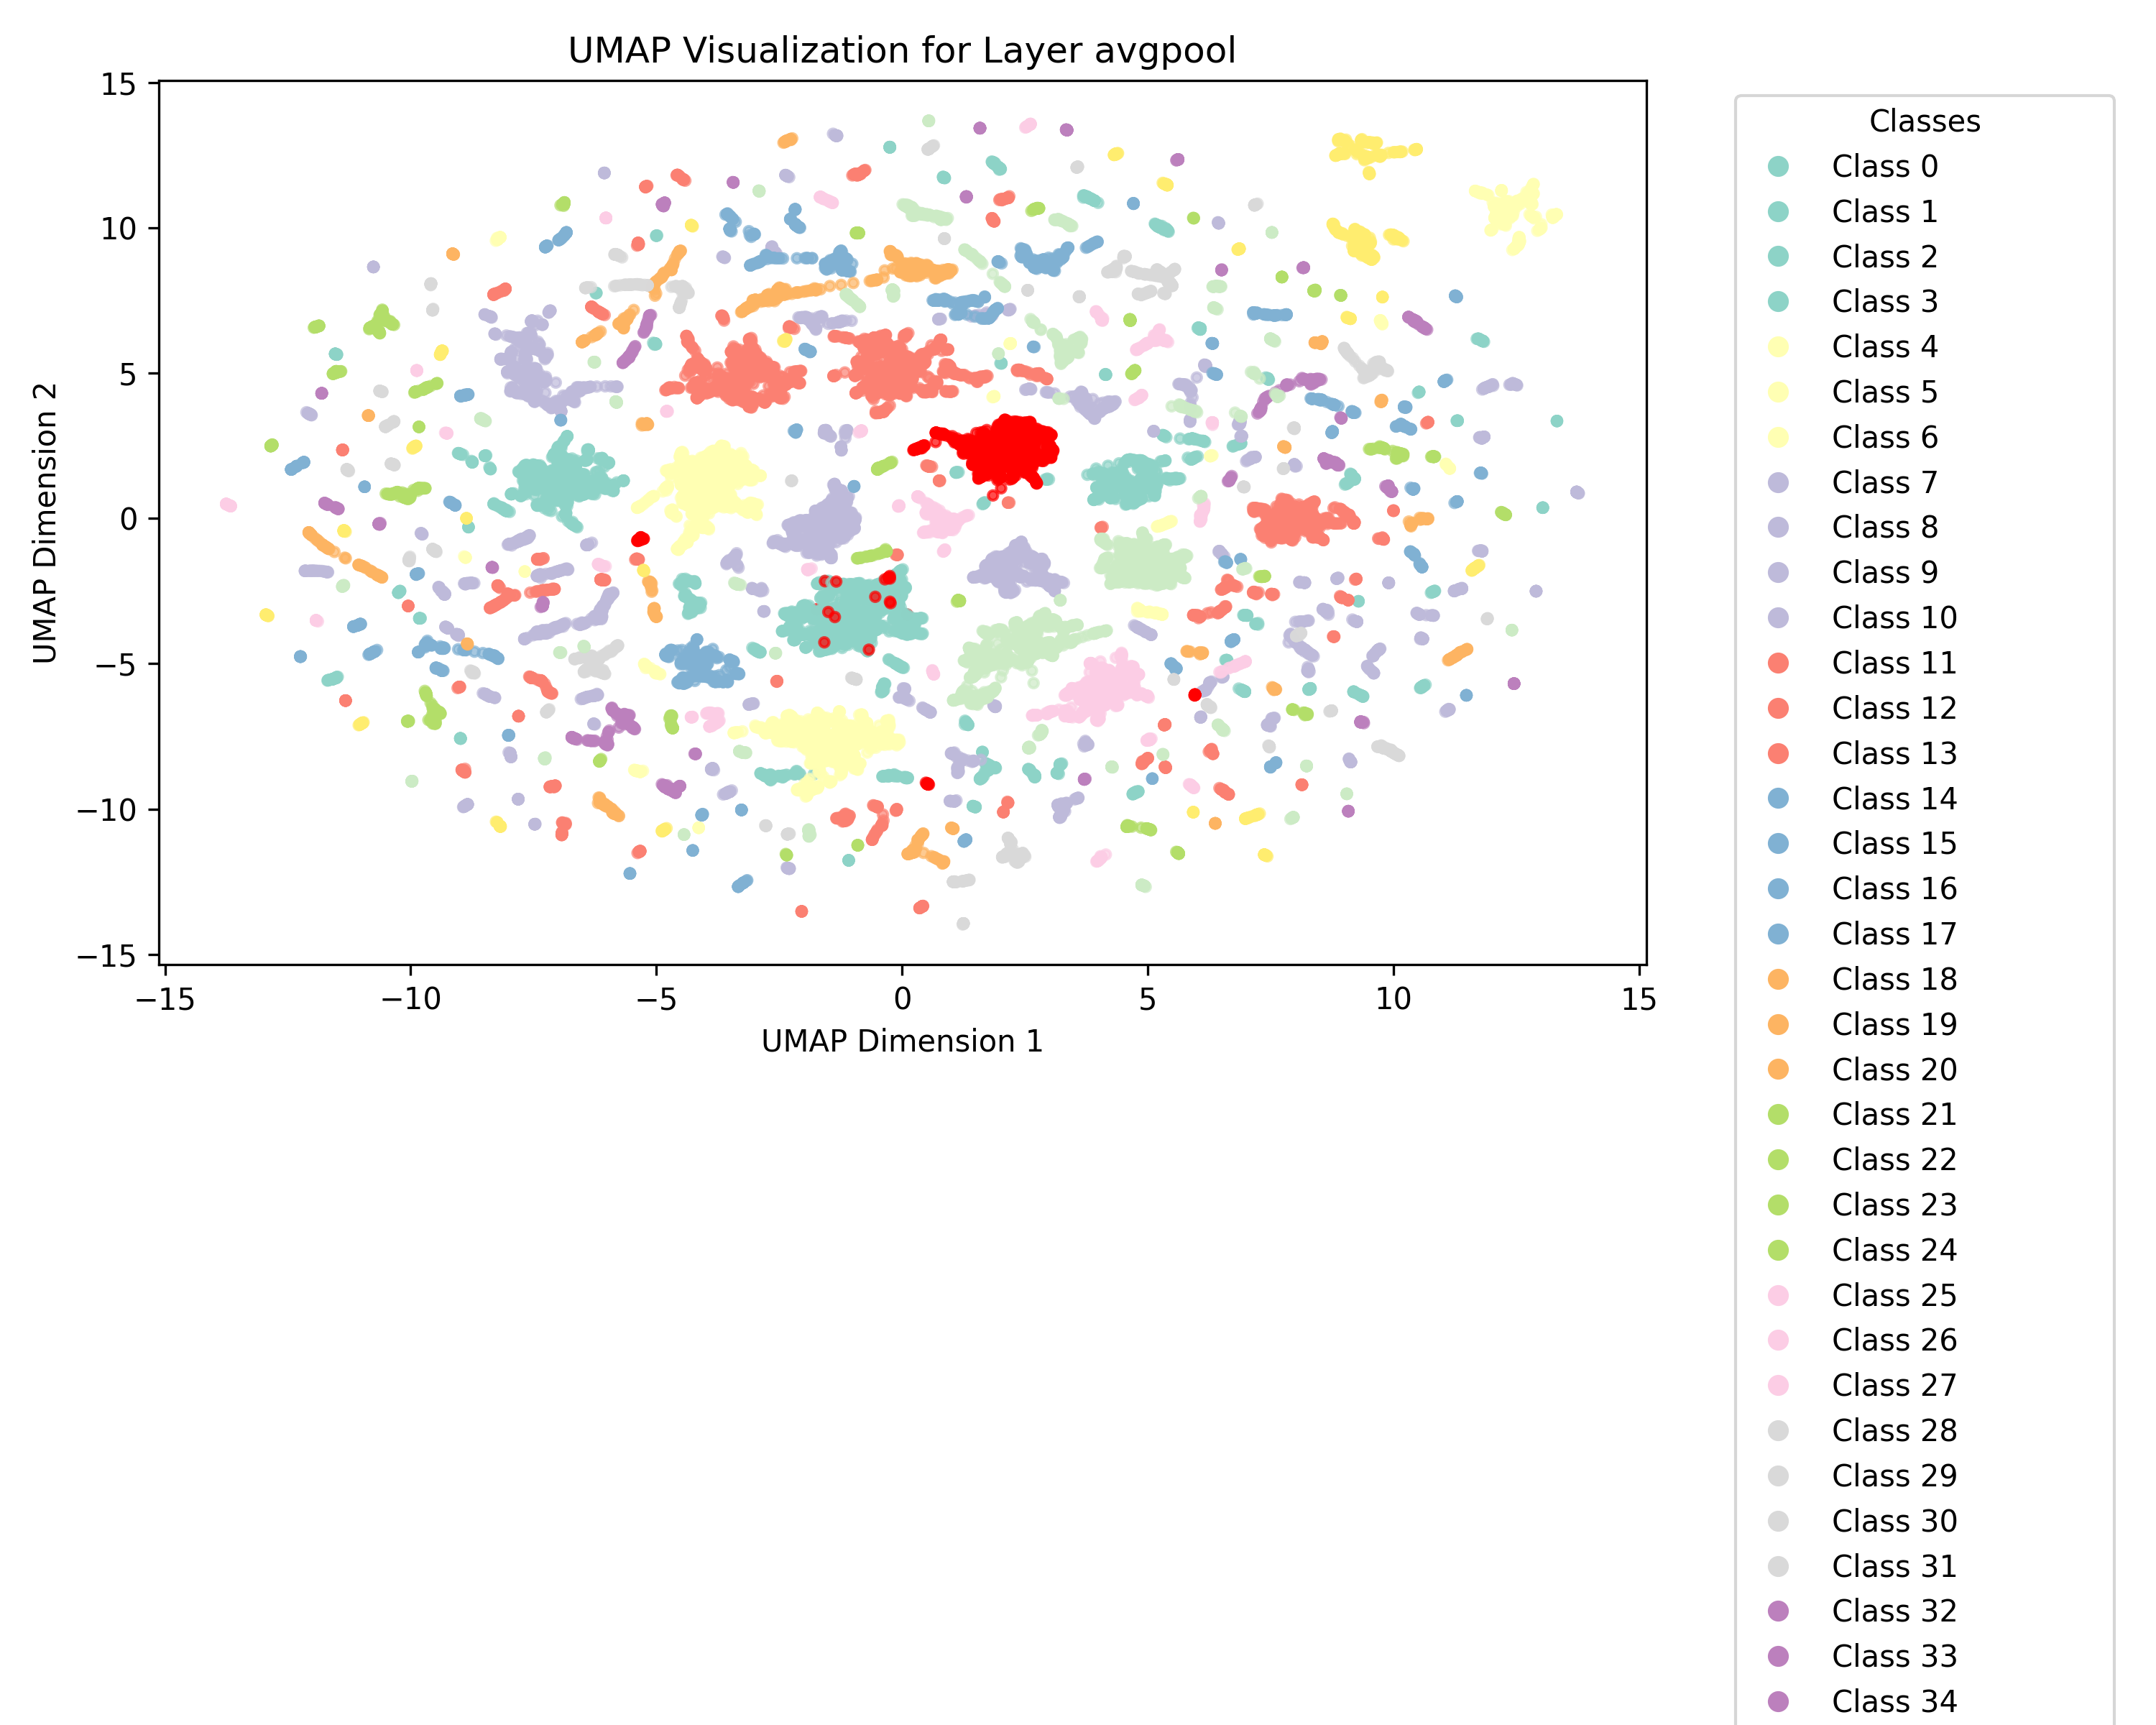 UMAP Visualization for Layer avgpool
15
10
5
0
−5
−10
−15
UMAP Dimension 2
−15
−10
−5
0
5
10
15
UMAP Dimension 1
Classes
Class 0
Class 1
Class 2
Class 3
Class 4
Class 5
Class 6
Class 7
Class 8
Class 9
Class 10
Class 11
Class 12
Class 13
Class 14
Class 15
Class 16
Class 17
Class 18
Class 19
Class 20
Class 21
Class 22
Class 23
Class 24
Class 25
Class 26
Class 27
Class 28
Class 29
Class 30
Class 31
Class 32
Class 33
Class 34